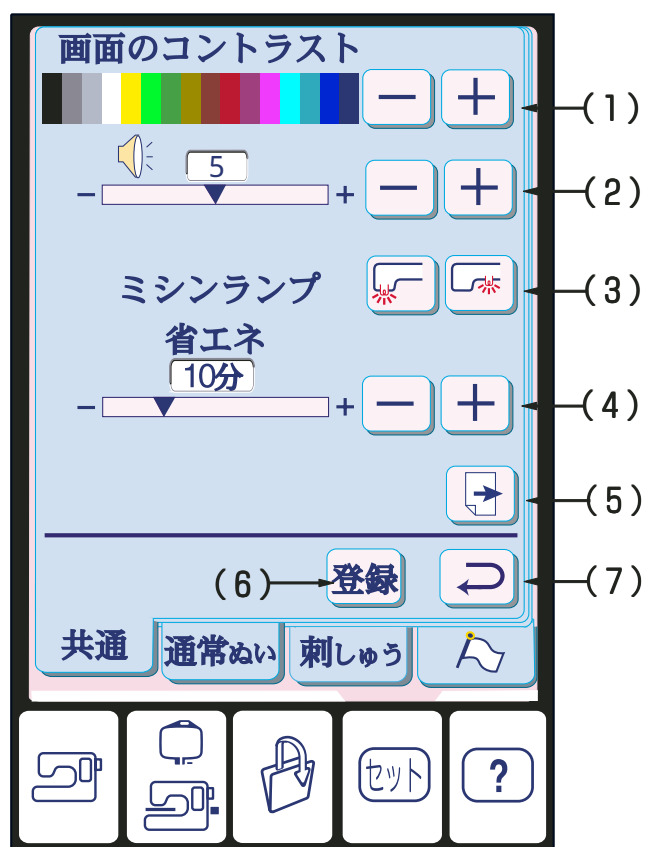 画面のコントラスト
－ ＋ (1)
5
－ ＋ － ＋ (2)
ミシンランプ (3)
省エネ
10分
－ ＋ － ＋ (4)
(5)
(6) 登録 (7)
共通 通常ぬい 刺しゅう
セット ?